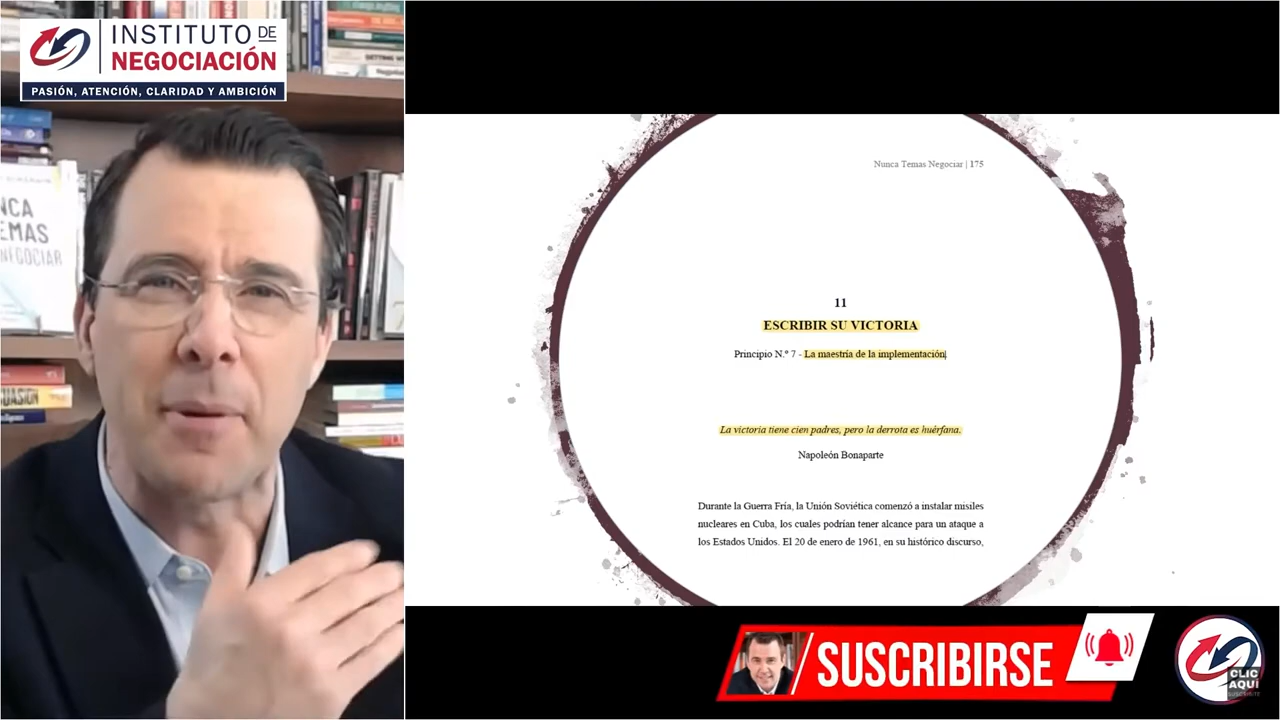 INSTITUTO DE
NEGOCIACIÓN
PASIÓN, ATENCIÓN, CLARIDAD Y AMBICIÓN
NEGOCIAR
Nunca Temas Negociar | 175
11
ESCRIBIR SU VICTORIA
Principio N.º 7 - La maestría de la implementación
La victoria tiene cien padres, pero la derrota es huérfana.
Napoleón Bonaparte
Durante la Guerra Fría, la Unión Soviética comenzó a instalar misiles
nucleares en Cuba, los cuales podrían tener alcance para un ataque a
los Estados Unidos. El 20 de enero de 1961, en su histórico discurso,
SUSCRIBIRSE
CLIC
AQUÍ